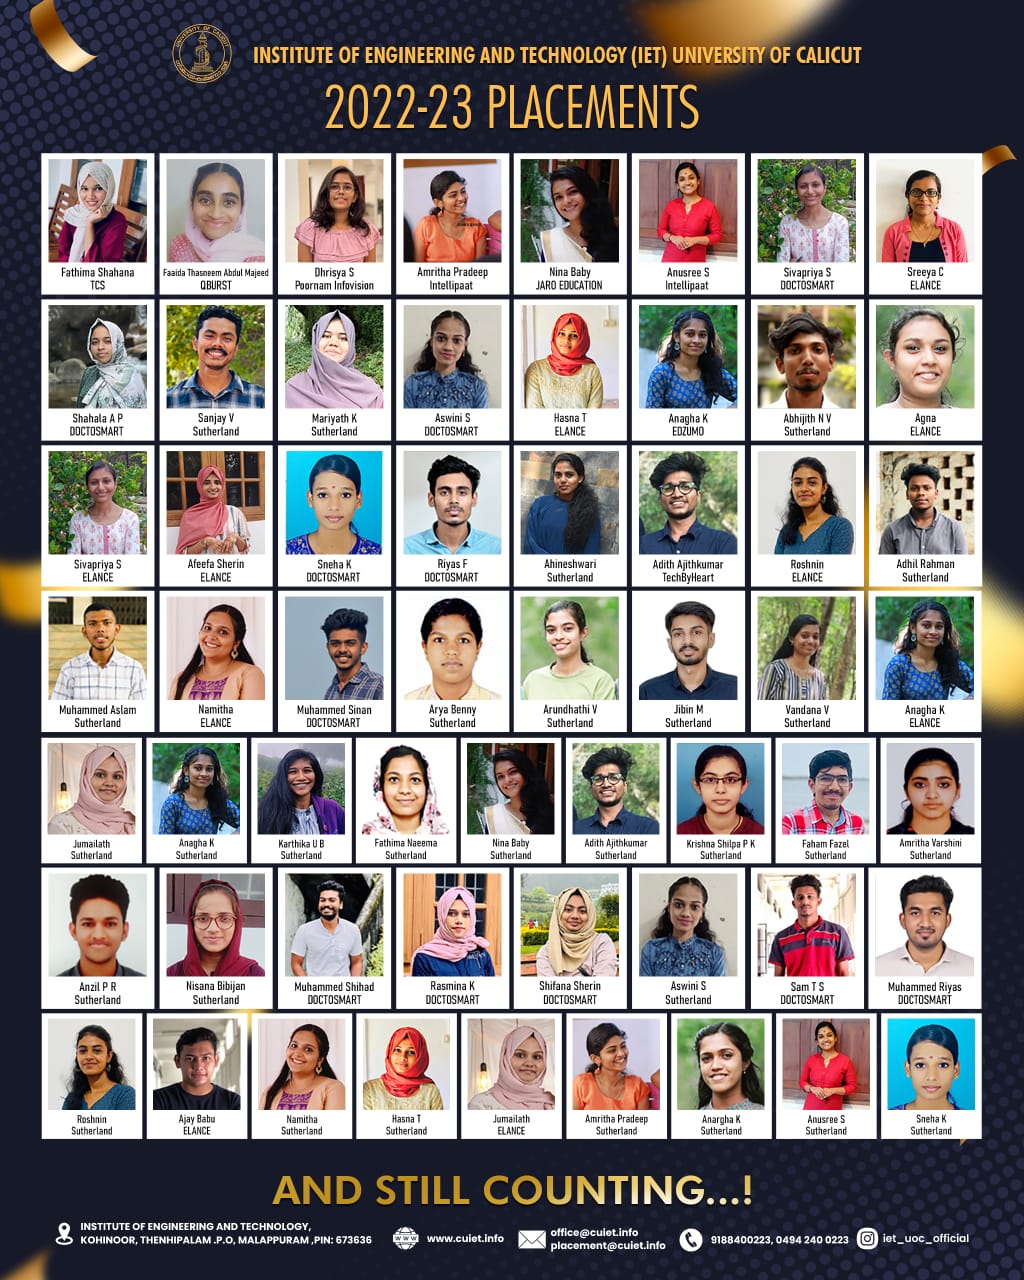 INSTITUTE OF ENGINEERING AND TECHNOLOGY (IET) UNIVERSITY OF CALICUT
2022-23 PLACEMENTS
Fathima Shahana
TCS
Faaida Thasneem Abdul Majeed
QBURST
Dhrisya S
Poornam Infovision
Amritha Pradeep
Intellipaat
Nina Baby
JARO EDUCATION
Anusree S
Intellipaat
Sivapriya S
DOCTOSMART
Sreeya C
ELANCE
Shahala A P
DOCTOSMART
Sanjay V
Sutherland
Mariyath K
Sutherland
Aswini S
DOCTOSMART
Hasna T
ELANCE
Anagha K
EDZUMO
Abhijith N V
Sutherland
Agna
ELANCE
Sivapriya S
ELANCE
Afeefa Sherin
ELANCE
Sneha K
DOCTOSMART
Riyas F
DOCTOSMART
Ahineshwari
Sutherland
Adith Ajithkumar
TechByHeart
Roshnin
ELANCE
Adhil Rahman
Sutherland
Muhammed Aslam
Sutherland
Namitha
ELANCE
Muhammed Sinan
DOCTOSMART
Arya Benny
Sutherland
Arundhathi V
Sutherland
Jibin M
Sutherland
Vandana V
Sutherland
Anagha K
ELANCE
Jumailath
Sutherland
Anagha K
Sutherland
Karthika U B
Sutherland
Fathima Naeema
Sutherland
Nina Baby
Sutherland
Adith Ajithkumar
Sutherland
Krishna Shilpa P K
Sutherland
Faham Fazel
Sutherland
Amritha Varshini
Sutherland
Anzil P R
Sutherland
Nisana Bibijan
Sutherland
Muhammed Shihad
DOCTOSMART
Rasmina K
DOCTOSMART
Shifana Sherin
DOCTOSMART
Aswini S
Sutherland
Sam T S
DOCTOSMART
Muhammed Riyas
DOCTOSMART
Roshnin
Sutherland
Ajay Babu
ELANCE
Namitha
Sutherland
Hasna T
Sutherland
Jumailath
ELANCE
Amritha Pradeep
Sutherland
Anargha K
Sutherland
Anusree S
Sutherland
Sneha K
Sutherland
AND STILL COUNTING...!
INSTITUTE OF ENGINEERING AND TECHNOLOGY,
KOHINOOR, THENHIPALAM .P.O, MALAPPURAM ,PIN: 673636
www.cuiet.info
office@cuiet.info
placement@cuiet.info
9188400223, 0494 240 0223
iet_uoc_official